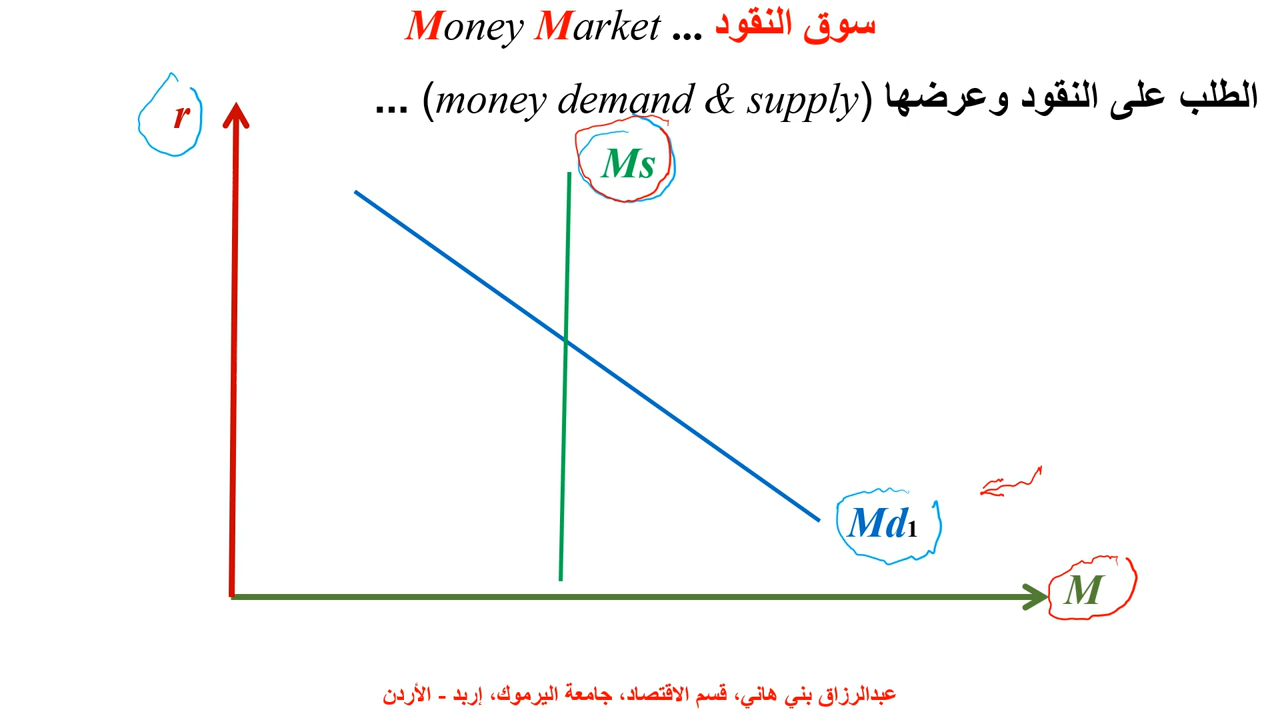 سوق النقود ... Money Market
الطلب على النقود وعرضها (money demand & supply) ...
r
Ms
Md1
M
عبدالرزاق بني هاني، قسم الاقتصاد، جامعة اليرموك، إربد - الأردن